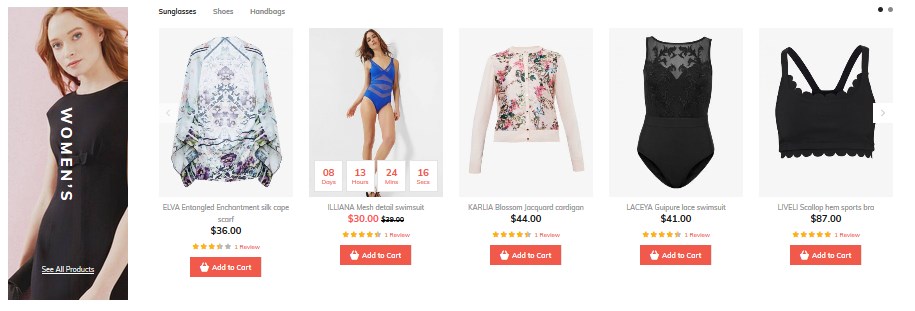 WOMEN'S
See All Products
Sunglasses Shoes Handbags
ELVA Entangled Enchantment silk cape
scarf
$36.00
1 Review
Add to Cart
08 13 24 16
Days Hours Mins Secs
ILLIANA Mesh detail swimsuit
$30.00 $39.00
1 Review
Add to Cart
KARLIA Blossom Jacquard cardigan
$44.00
1 Review
Add to Cart
LACEYA Guipure lace swimsuit
$41.00
1 Review
Add to Cart
LIVELI Scallop hem sports bra
$87.00
1 Review
Add to Cart